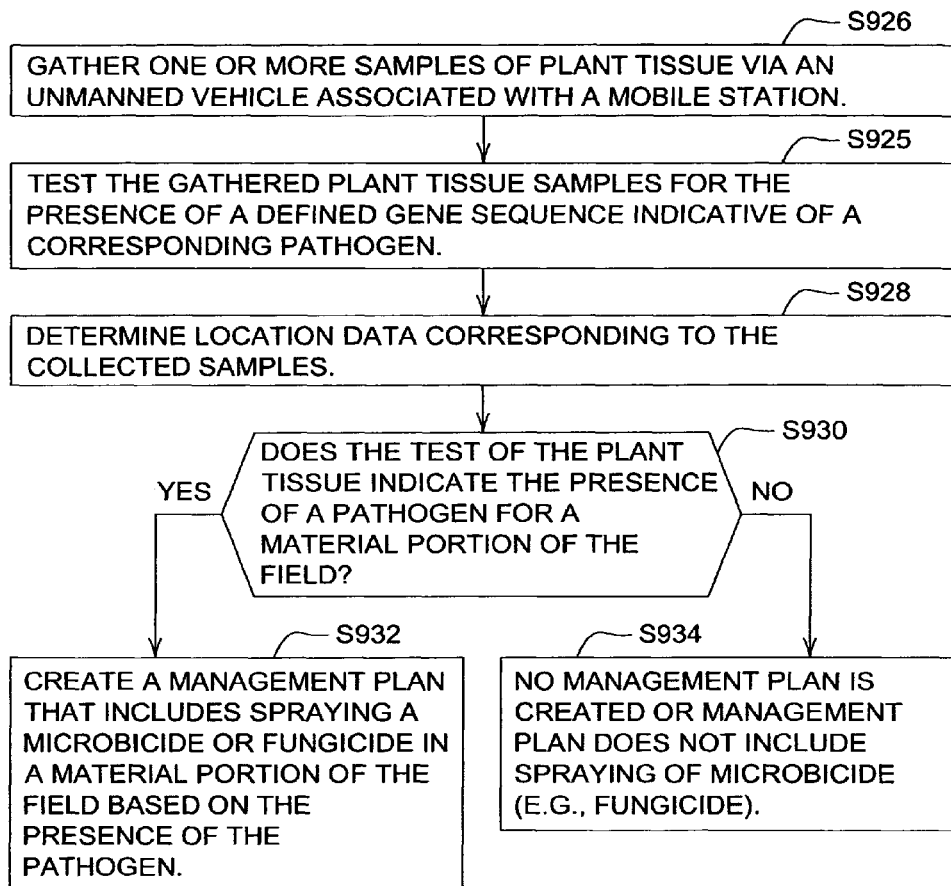 S926
GATHER ONE OR MORE SAMPLES OF PLANT TISSUE VIA AN
UNMANNED VEHICLE ASSOCIATED WITH A MOBILE STATION.
S925
TEST THE GATHERED PLANT TISSUE SAMPLES FOR THE
PRESENCE OF A DEFINED GENE SEQUENCE INDICATIVE OF A
CORRESPONDING PATHOGEN.
S928
DETERMINE LOCATION DATA CORRESPONDING TO THE
COLLECTED SAMPLES.
S930
DOES THE TEST OF THE PLANT
TISSUE INDICATE THE PRESENCE
OF A PATHOGEN FOR A
MATERIAL PORTION OF THE
FIELD?
YES
NO
S932
CREATE A MANAGEMENT PLAN
THAT INCLUDES SPRAYING A
MICROBICIDE OR FUNGICIDE IN
A MATERIAL PORTION OF THE
FIELD BASED ON THE
PRESENCE OF THE
PATHOGEN.
S934
NO MANAGEMENT PLAN IS
CREATED OR MANAGEMENT
PLAN DOES NOT INCLUDE
SPRAYING OF MICROBICIDE
(E.G., FUNGICIDE).